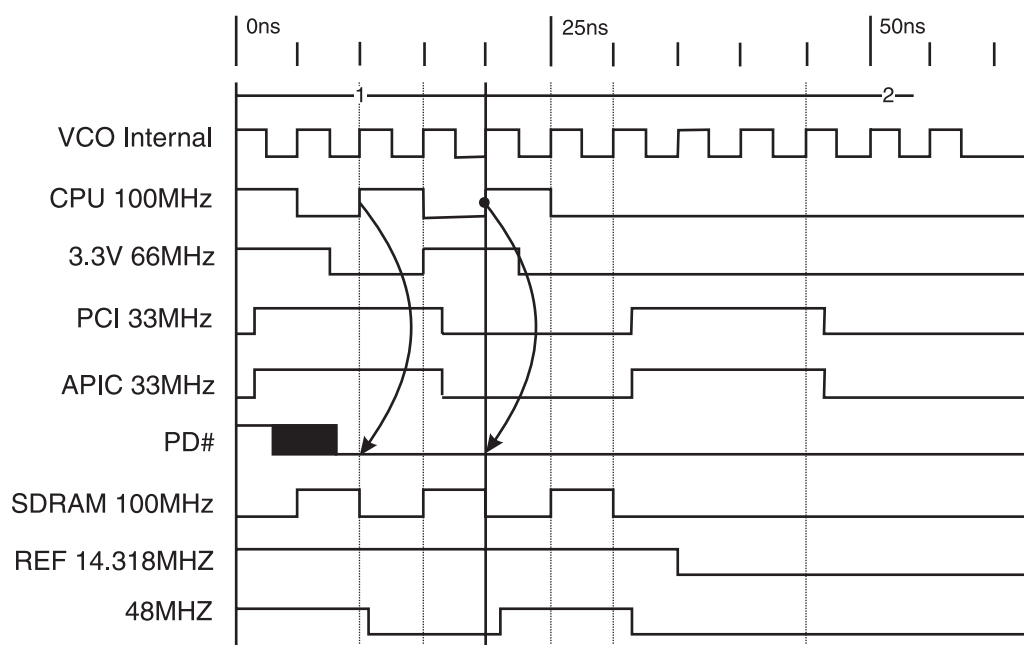 0ns 25ns 50ns
1 2
VCO Internal
CPU 100MHz
3.3V 66MHz
PCI 33MHz
APIC 33MHz
PD#
SDRAM 100MHz
REF 14.318MHZ
48MHZ